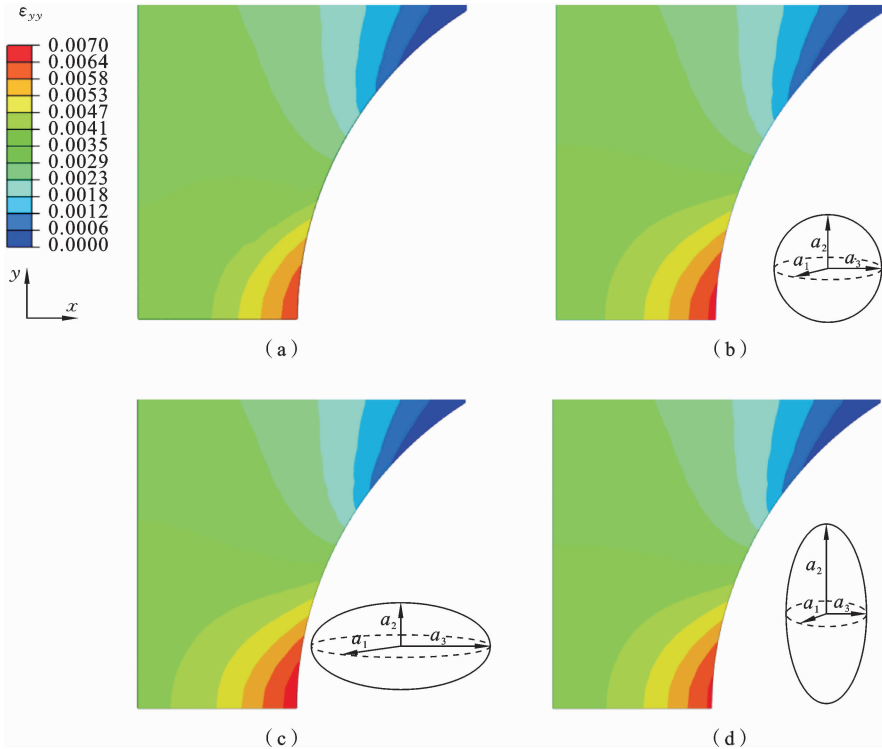 ε_yy
0.0070
0.0064
0.0058
0.0053
0.0047
0.0041
0.0035
0.0029
0.0023
0.0018
0.0012
0.0006
0.0000
y
x
(a)
a_2
a_1 a_3
(b)
a_2
a_1 a_3
(c)
a_2
a_1 a_3
(d)